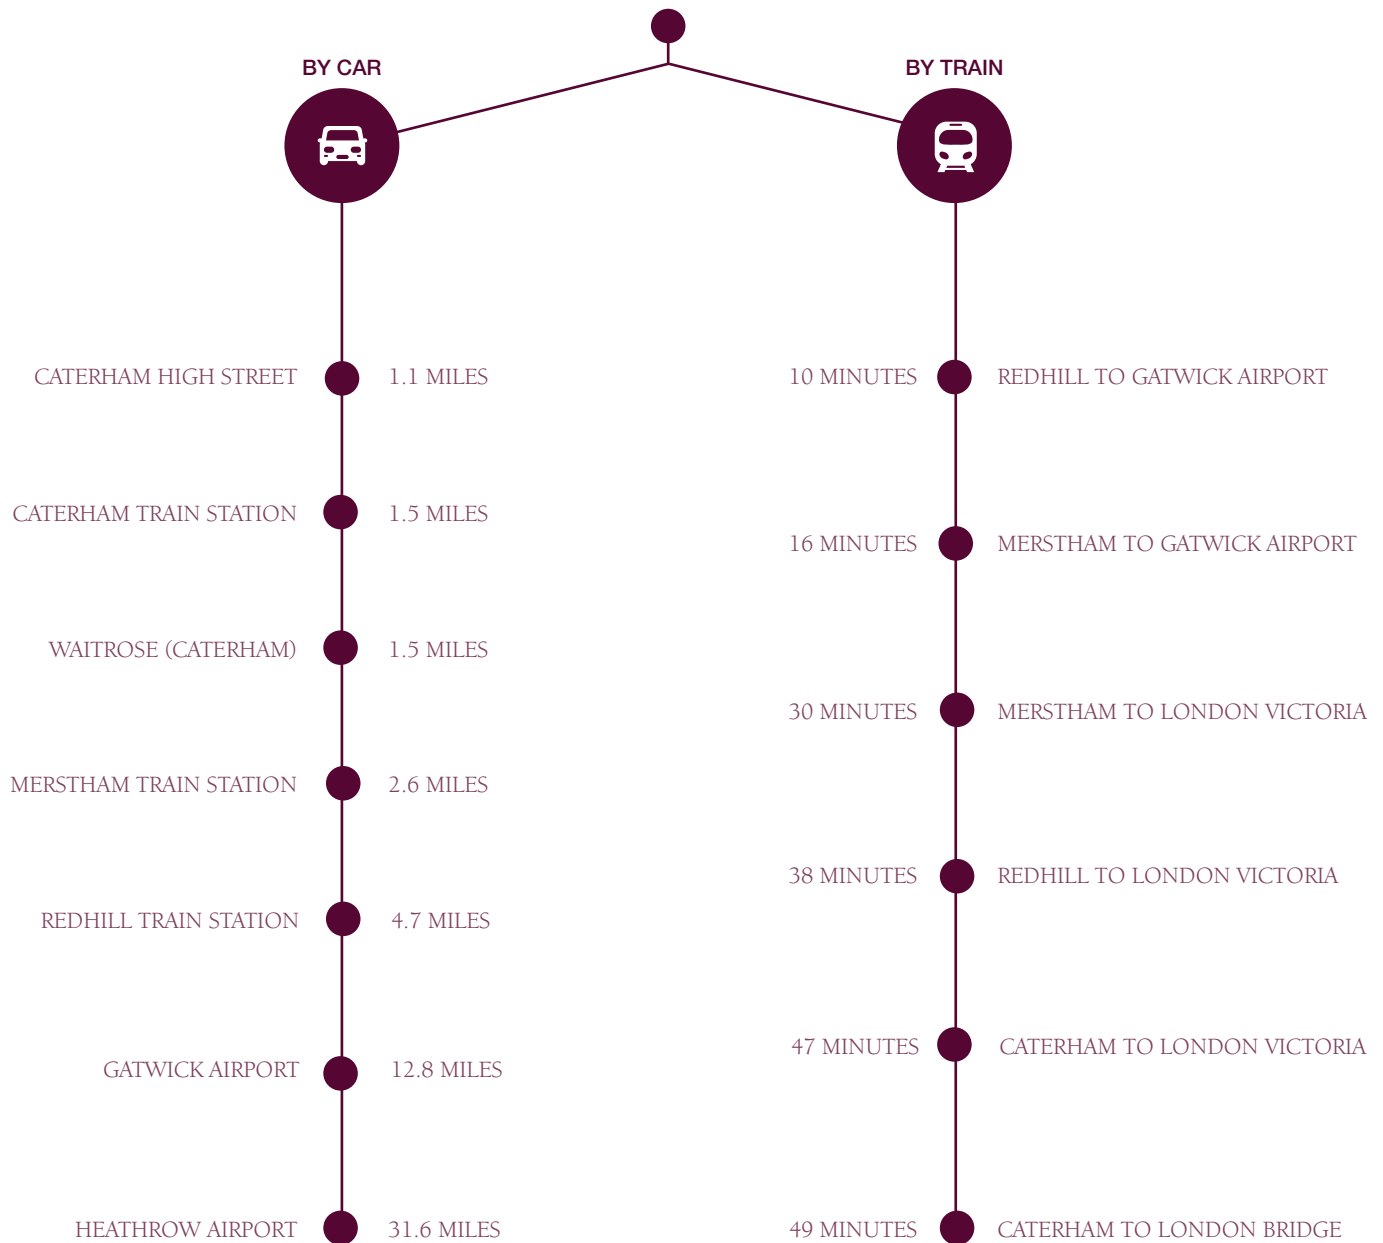 BY CAR
CATERHAM HIGH STREET 1.1 MILES
CATERHAM TRAIN STATION 1.5 MILES
WAITROSE (CATERHAM) 1.5 MILES
MERSTHAM TRAIN STATION 2.6 MILES
REDHILL TRAIN STATION 4.7 MILES
GATWICK AIRPORT 12.8 MILES
HEATHROW AIRPORT 31.6 MILES
BY TRAIN
10 MINUTES REDHILL TO GATWICK AIRPORT
16 MINUTES MERSTHAM TO GATWICK AIRPORT
30 MINUTES MERSTHAM TO LONDON VICTORIA
38 MINUTES REDHILL TO LONDON VICTORIA
47 MINUTES CATERHAM TO LONDON VICTORIA
49 MINUTES CATERHAM TO LONDON BRIDGE